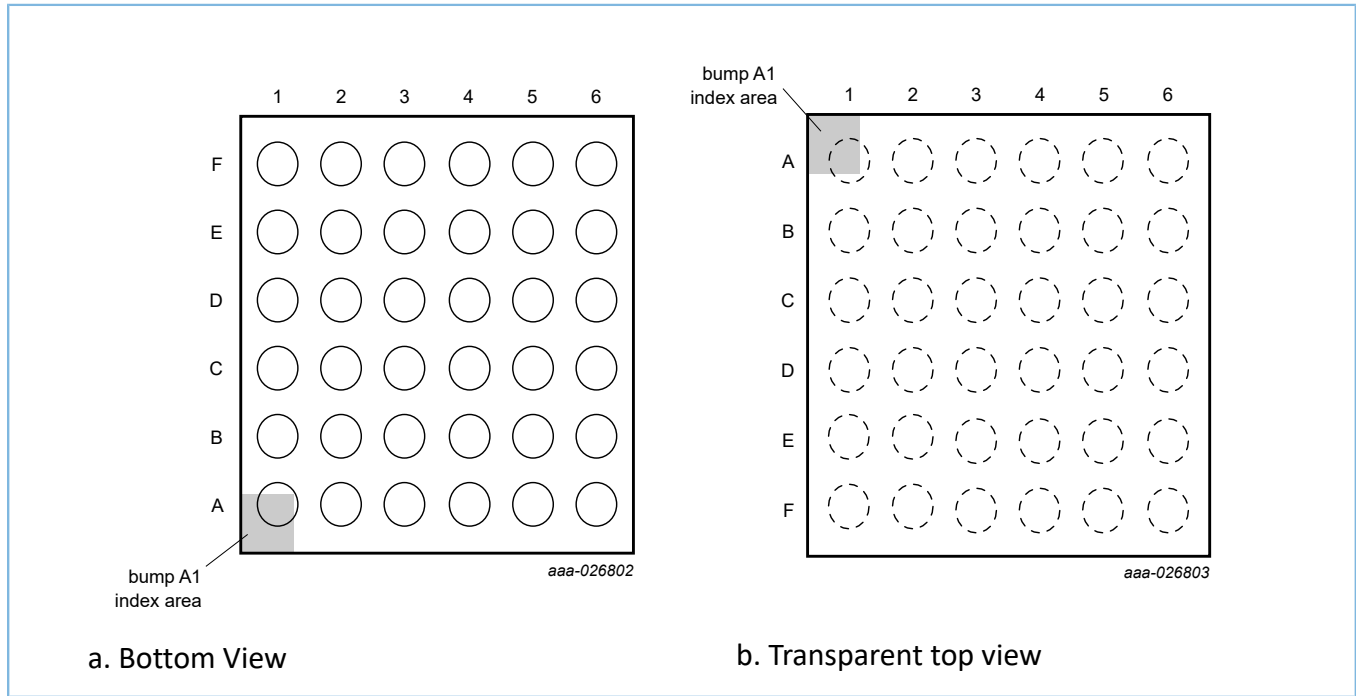 bump A1
index area
1 2 3 4 5 6
F
E
D
C
B
A
bump A1
index area
aaa-026802
a. Bottom View
1 2 3 4 5 6
A
B
C
D
E
F
aaa-026803
b. Transparent top view